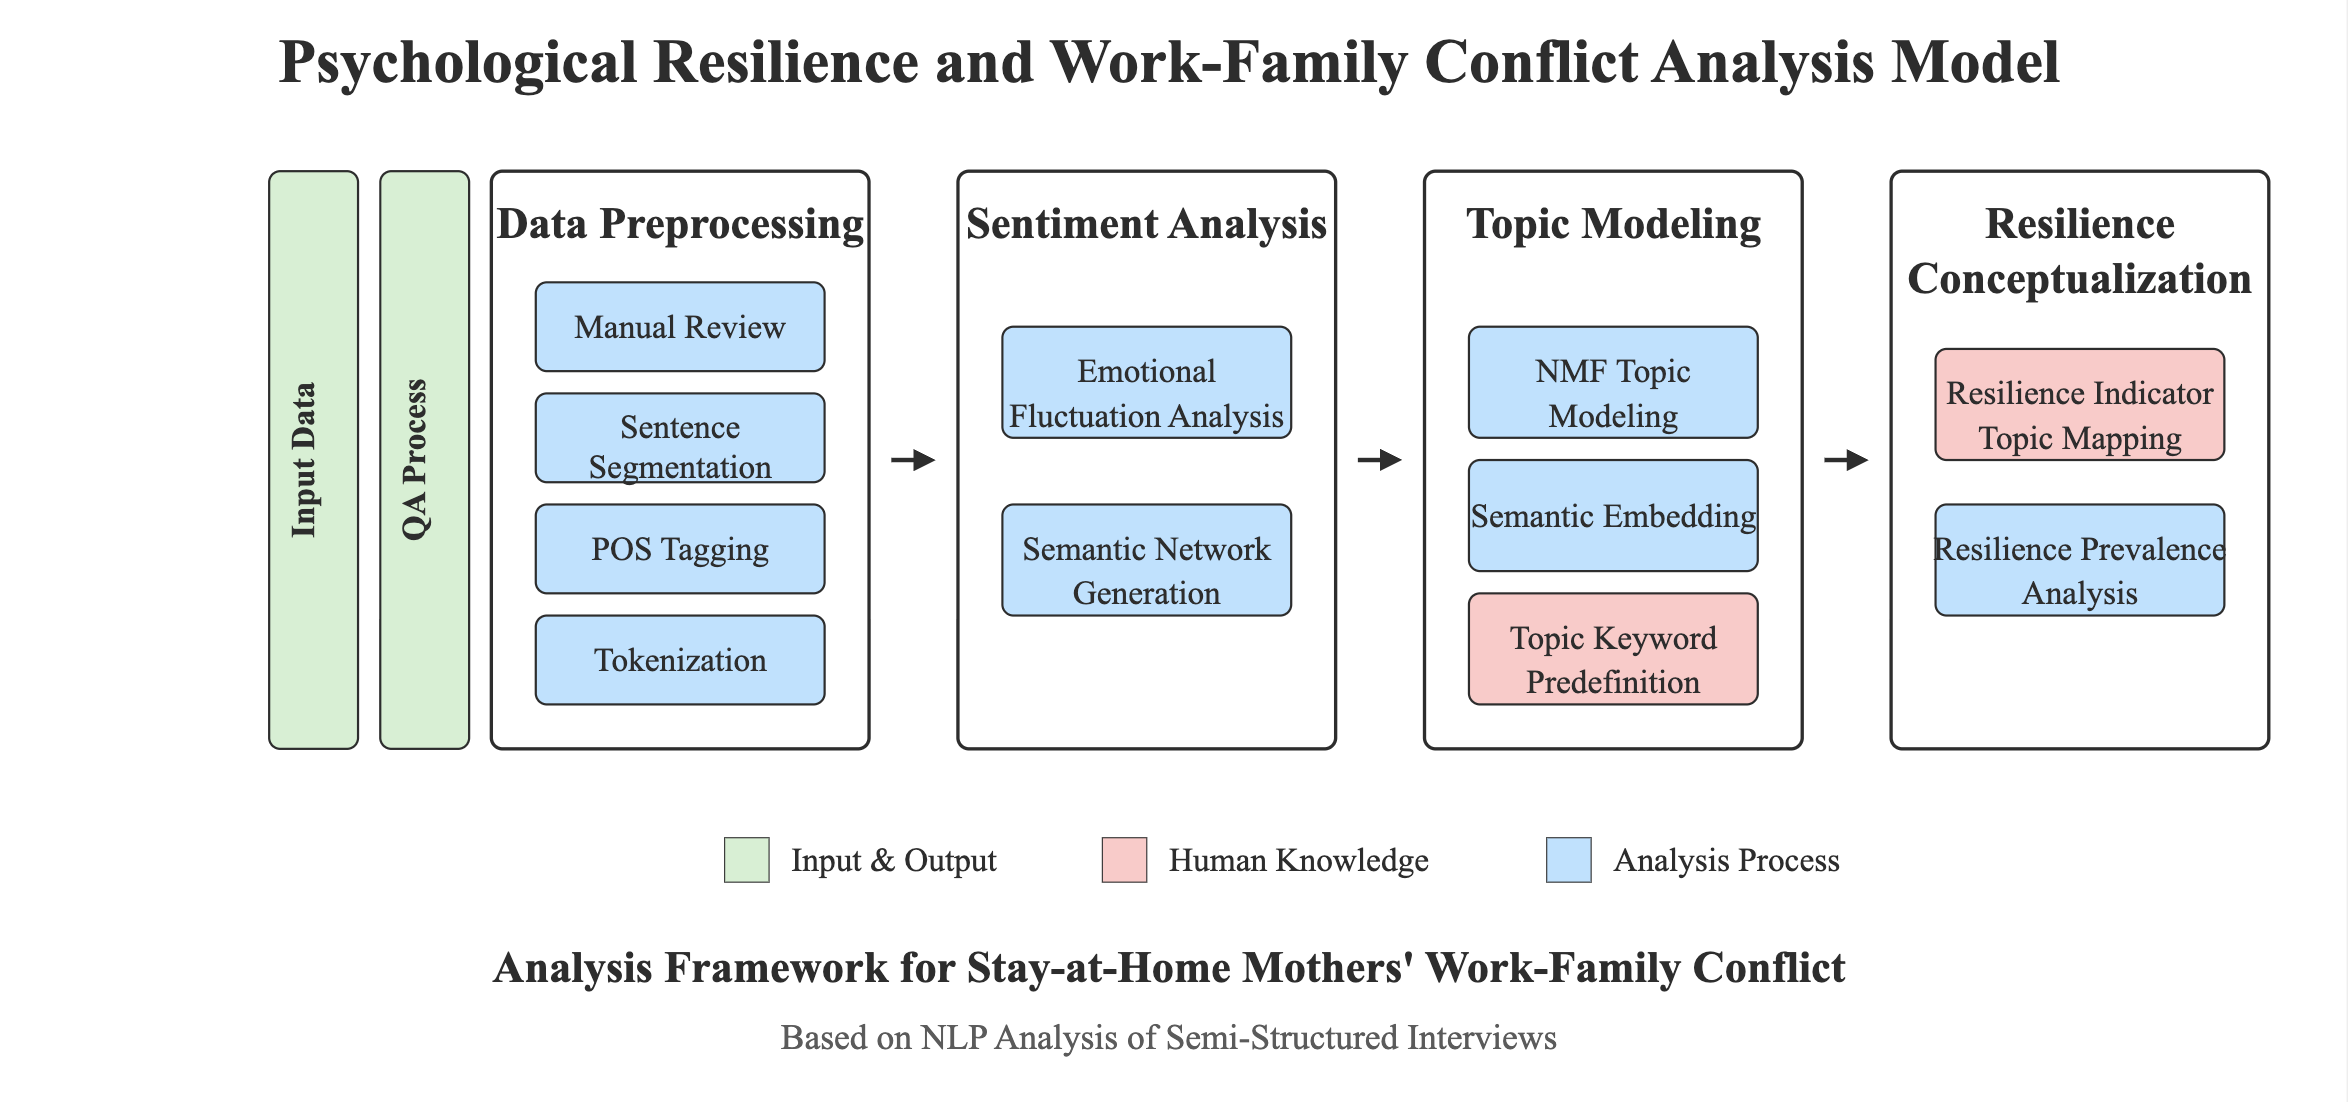 Psychological Resilience and Work-Family Conflict Analysis Model
Input Data
QA Process
Data Preprocessing
Manual Review
Sentence
Segmentation
POS Tagging
Tokenization
Sentiment Analysis
Emotional
Fluctuation Analysis
Semantic Network
Generation
Topic Modeling
NMF Topic
Modeling
Semantic Embedding
Topic Keyword
Predefinition
Resilience
Conceptualization
Resilience Indicator
Topic Mapping
Resilience Prevalence
Analysis
Input & Output
Human Knowledge
Analysis Process
Analysis Framework for Stay-at-Home Mothers' Work-Family Conflict
Based on NLP Analysis of Semi-Structured Interviews